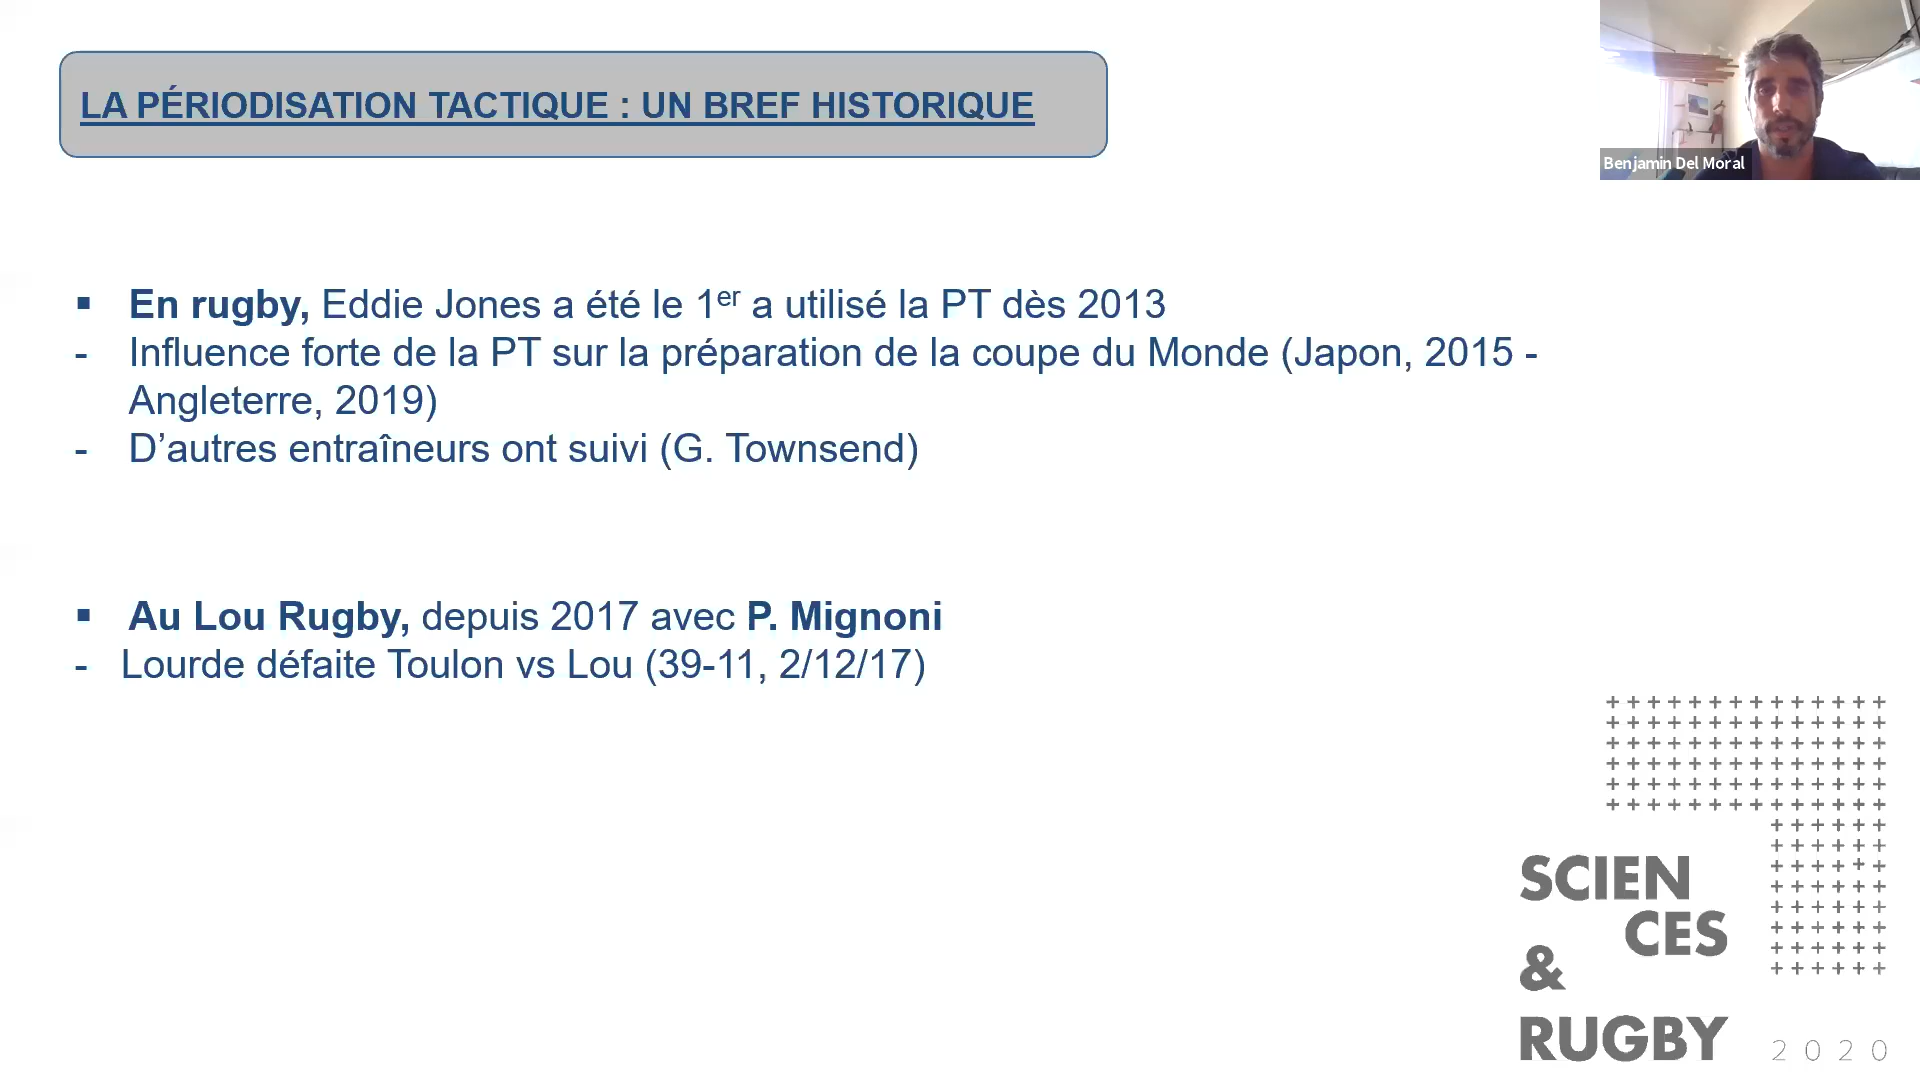 LA PÉRIODISATION TACTIQUE : UN BREF HISTORIQUE
Benjamin Del Moral
▪ En rugby, Eddie Jones a été le 1er a utilisé la PT dès 2013
- Influence forte de la PT sur la préparation de la coupe du Monde (Japon, 2015 -
Angleterre, 2019)
- D’autres entraîneurs ont suivi (G. Townsend)
▪ Au Lou Rugby, depuis 2017 avec P. Mignoni
- Lourde défaite Toulon vs Lou (39-11, 2/12/17)
SCIEN
CES
&
RUGBY 2020